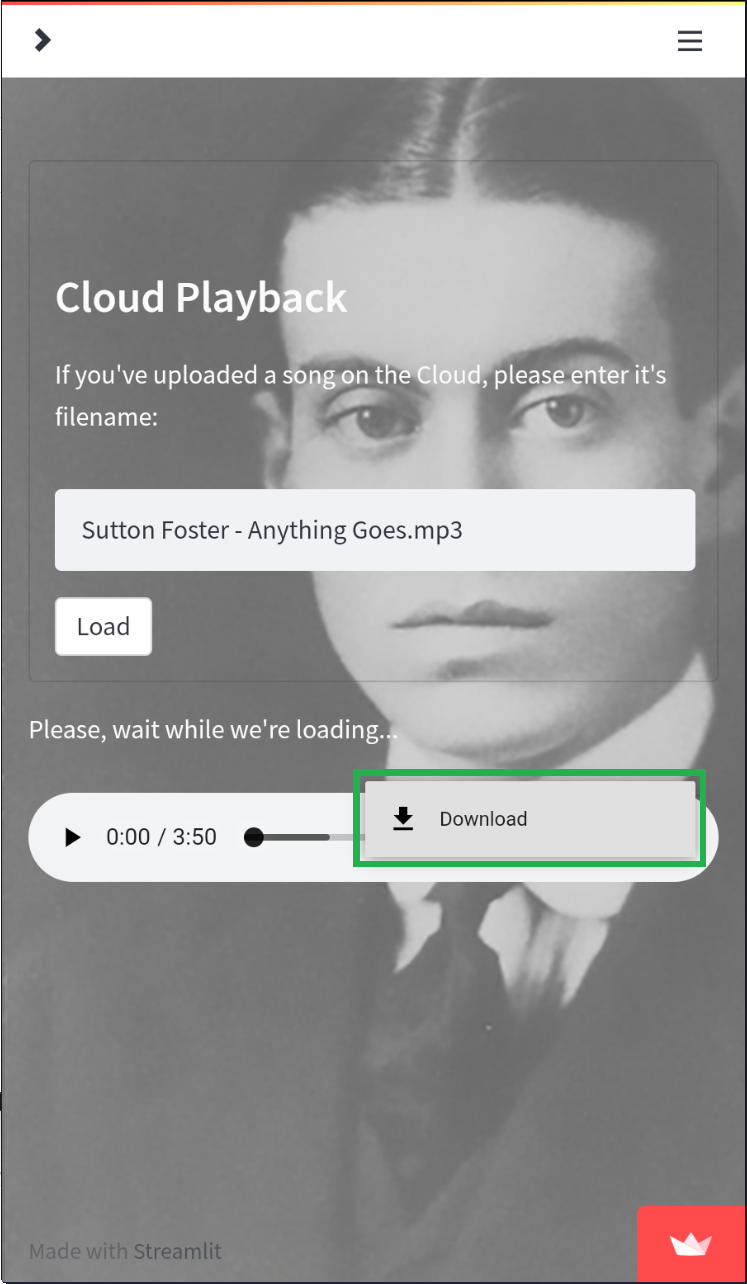 Cloud Playback
If you've uploaded a song on the Cloud, please enter it's
filename:
Sutton Foster - Anything Goes.mp3
Load
Please, wait while we're loading...
0:00 / 3:50
Download
Made with Streamlit